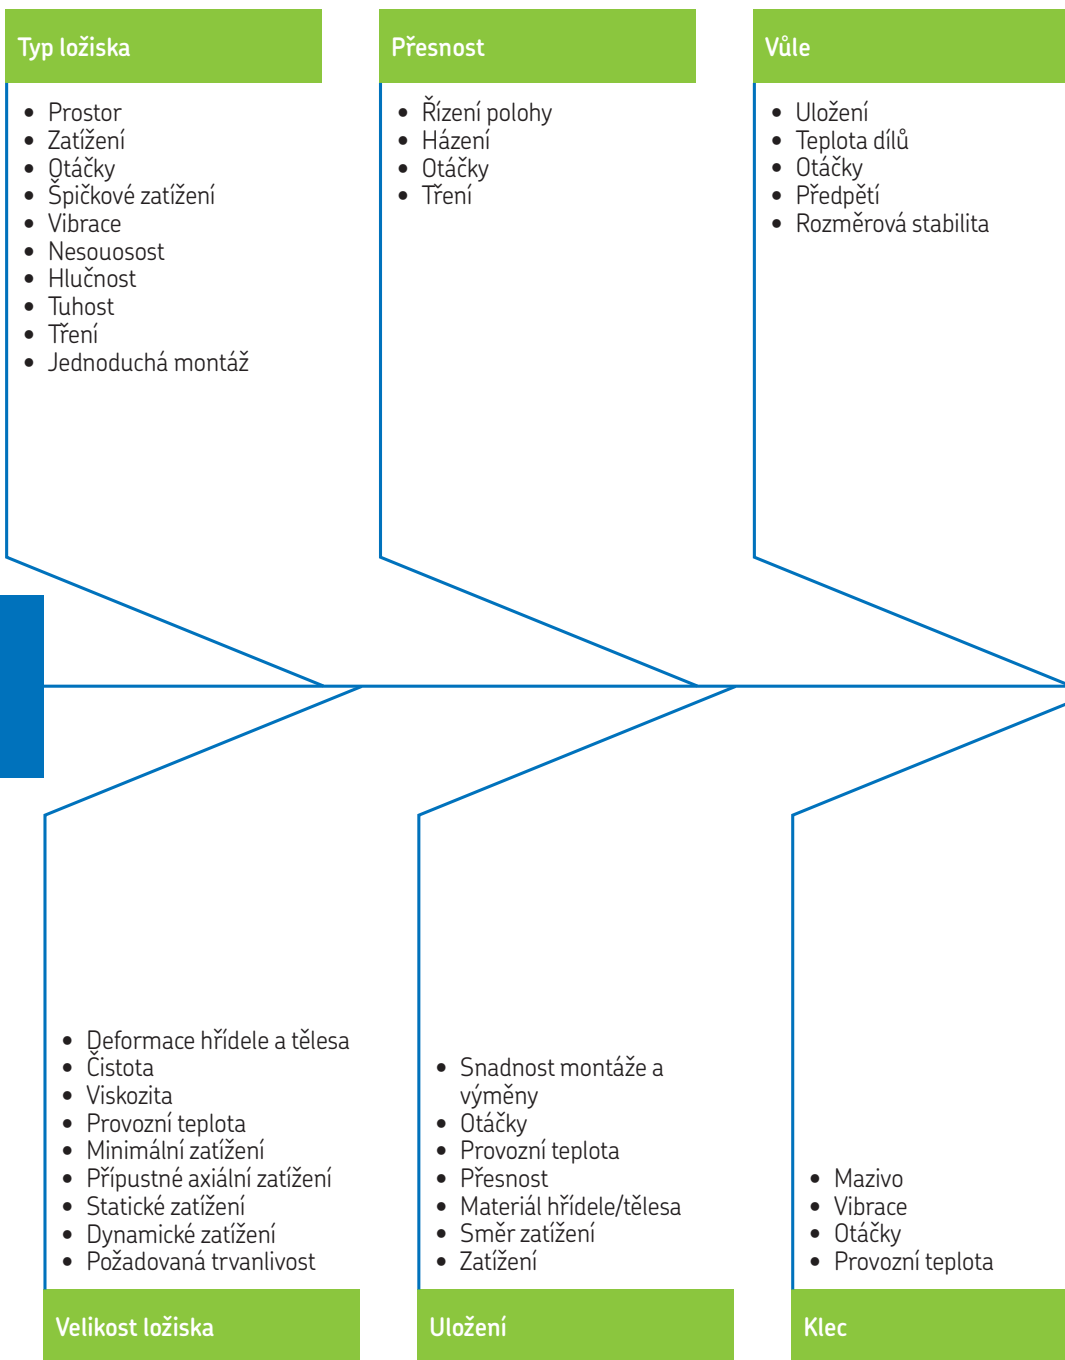 Typ ložiska
• Prostor
• Zatížení
• Otáčky
• Špičkové zatížení
• Vibrace
• Nesouosost
• Hlučnost
• Tuhost
• Tření
• Jednoduchá montáž
Přesnost
• Řízení polohy
• Házení
• Otáčky
• Tření
Vůle
• Uložení
• Teplota dílů
• Otáčky
• Předpětí
• Rozměrová stabilita
• Deformace hřídele a tělesa
• Čistota
• Viskozita
• Provozní teplota
• Minimální zatížení
• Přípustné axiální zatížení
• Statické zatížení
• Dynamické zatížení
• Požadovaná trvanlivost
Velikost ložiska
• Snadnost montáže a
výměny
• Otáčky
• Provozní teplota
• Přesnost
• Materiál hřídele/tělesa
• Směr zatížení
• Zatížení
Uložení
• Mazivo
• Vibrace
• Otáčky
• Provozní teplota
Klec